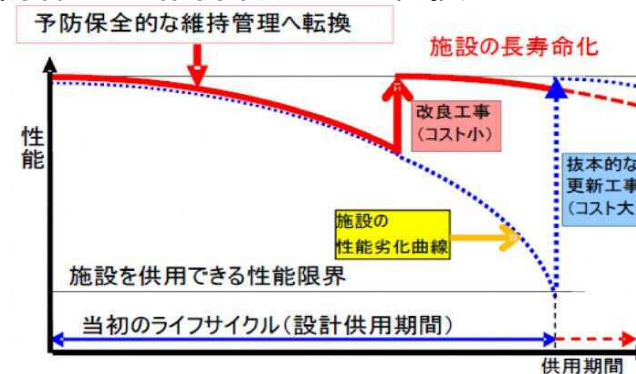 予防保全的な維持管理へ転換
施設の長寿命化
性能
改良工事
(コスト小)
抜本的な
更新工事
(コスト大
施設の
性能劣化曲線
施設を供用できる性能限界
当初のライフサイクル(設計供用期間)
供用期間